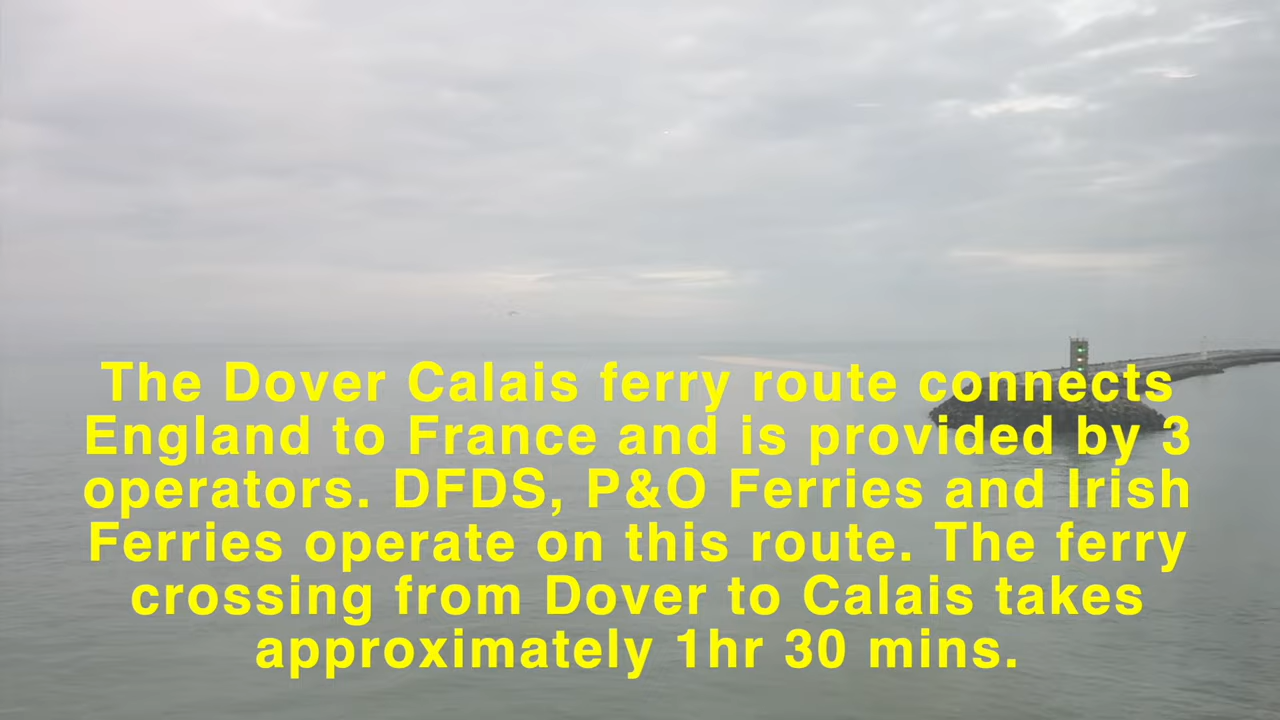 The Dover Calais ferry route connects
England to France and is provided by 3
operators. DFDS, P&O Ferries and Irish
Ferries operate on this route. The ferry
crossing from Dover to Calais takes
approximately 1hr 30 mins.